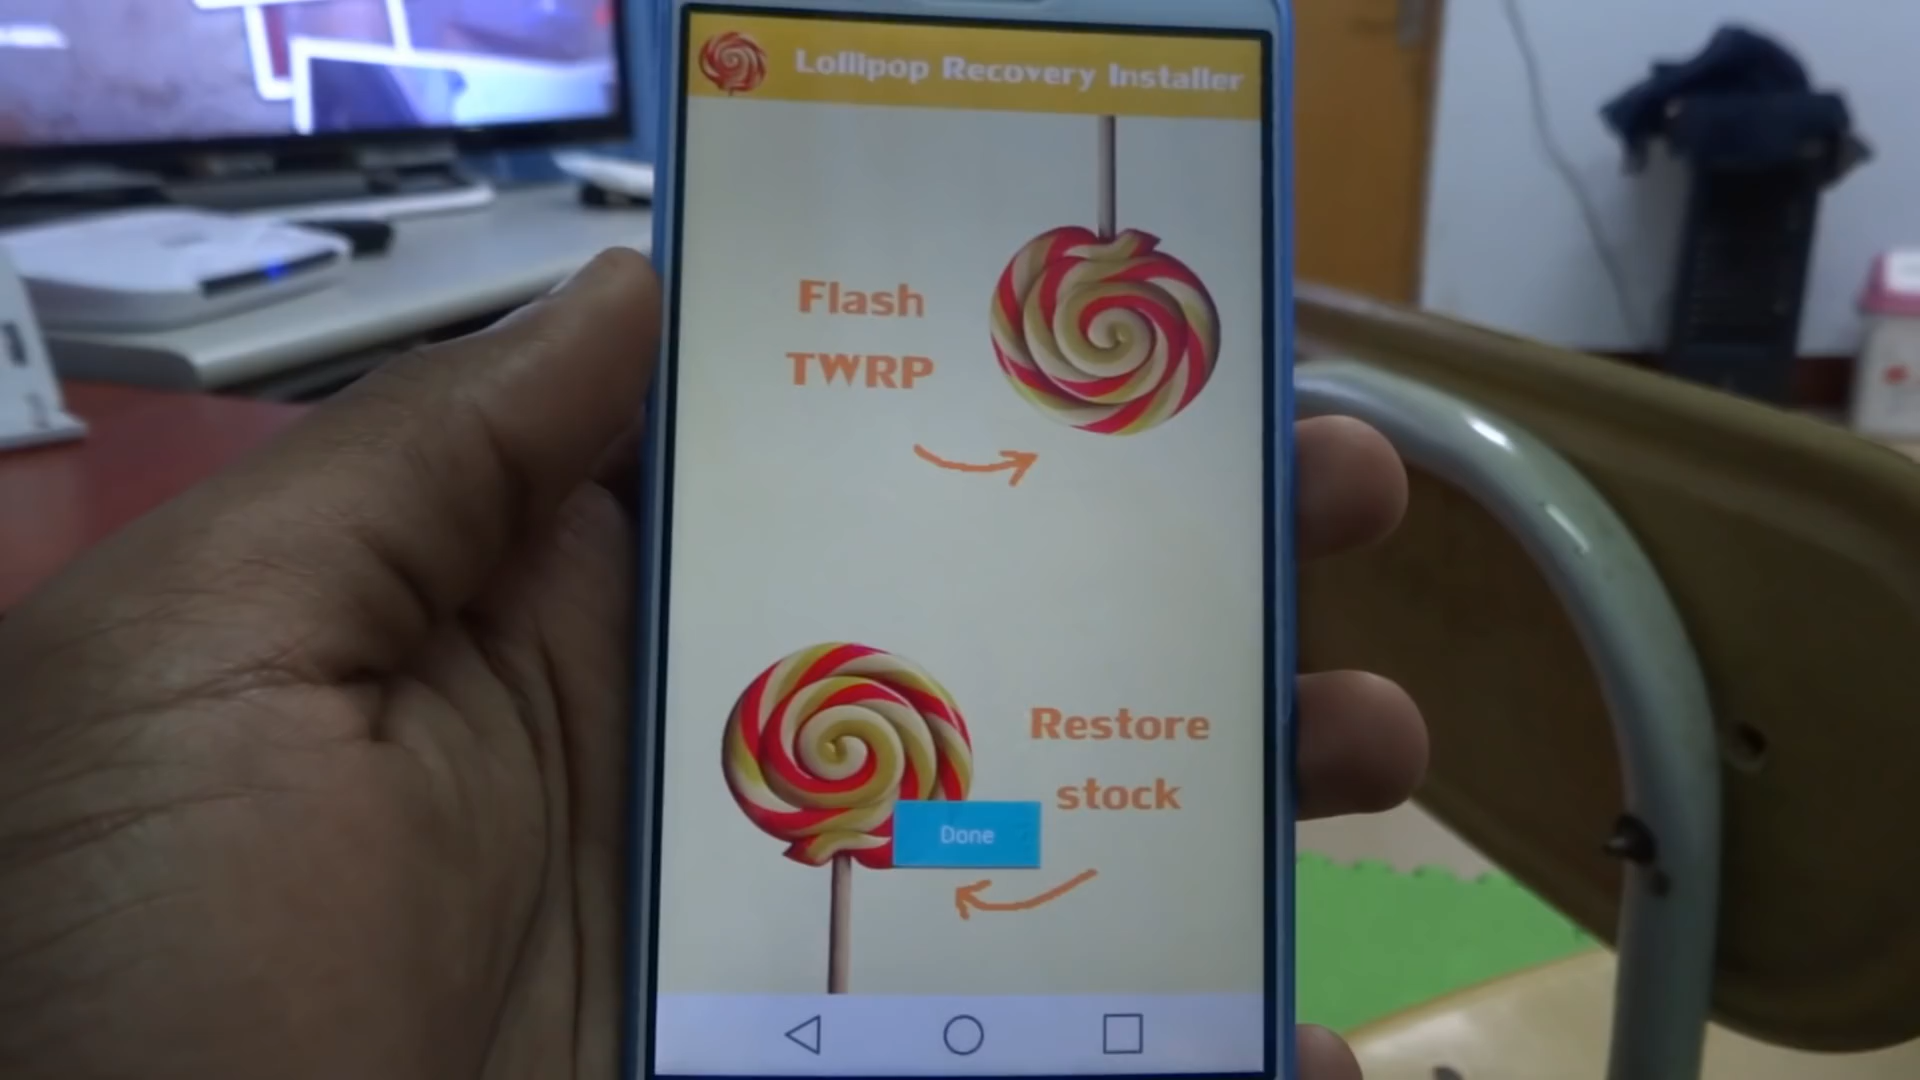 Lollipop Recovery Installer
Flash
TWRP
Restore
stock
Done